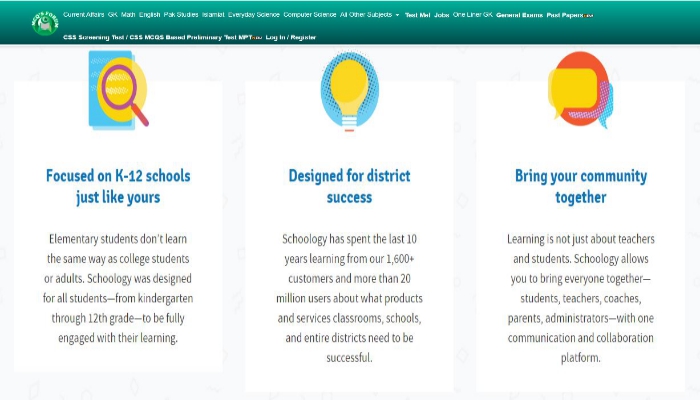 MCQS FORUM
Current Affairs GK Math English Pak Studies Islamiat Everyday Science Computer Science All Other Subjects Test Met Jobs One Liner GK General Exams Past Papers
CSS Screening Test / CSS MCQS Based Preliminary Test MPT Log In / Register
Focused on K-12 schools
just like yours
Elementary students don't learn
the same way as college students
or adults. Schoology was designed
for all students—from kindergarten
through 12th grade—to be fully
engaged with their learning.
Designed for district
success
Schoology has spent the last 10
years learning from our 1,600+
customers and more than 20
million users about what products
and services classrooms, schools,
and entire districts need to be
successful.
Bring your community
together
Learning is not just about teachers
and students. Schoology allows
you to bring everyone together—
students, teachers, coaches,
parents, administrators—with one
communication and collaboration
platform.